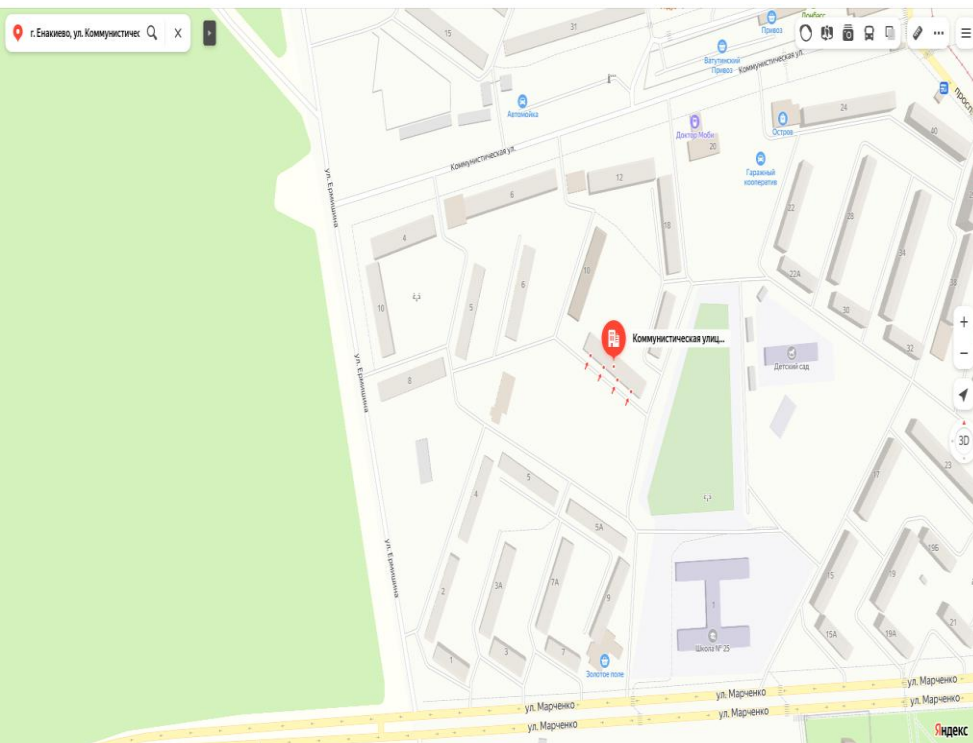 г. Енакиево, ул. Коммунистичес
X
15
31
Привоз
Ватутинский
Привоз
Коммунистическая ул.
Автомойка
Доктор Моби
20
Остров
24
40
Гаражный
кооператив
Коммунистическая ул.
ул. Ермишина
12
6
4
18
22
28
34
10
10
5
6
22А
30
32
Коммунистическая улиц...
Детский сад
8
ул. Ермишина
3D
23
17
5
4
5А
19Б
ул. Ермишина
2
3А
7А
9
1
15
19
15А
19А
21
Школа № 25
1
3
7
Золотое поле
ул. Марченко
ул. Марченко
ул. Марченко
ул. Марченко
ул. Марченко
ул. Марченко
Яндекс